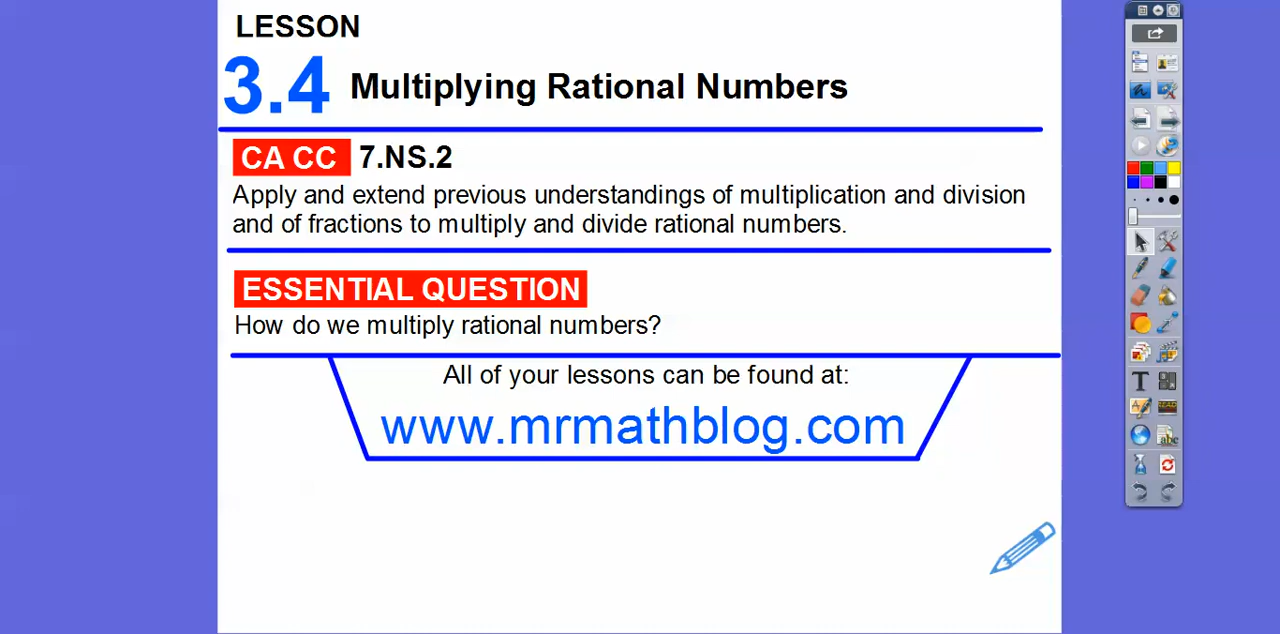 LESSON
3.4 Multiplying Rational Numbers
CA CC 7.NS.2
Apply and extend previous understandings of multiplication and division
and of fractions to multiply and divide rational numbers.
ESSENTIAL QUESTION
How do we multiply rational numbers?
All of your lessons can be found at:
www.mrmathblog.com